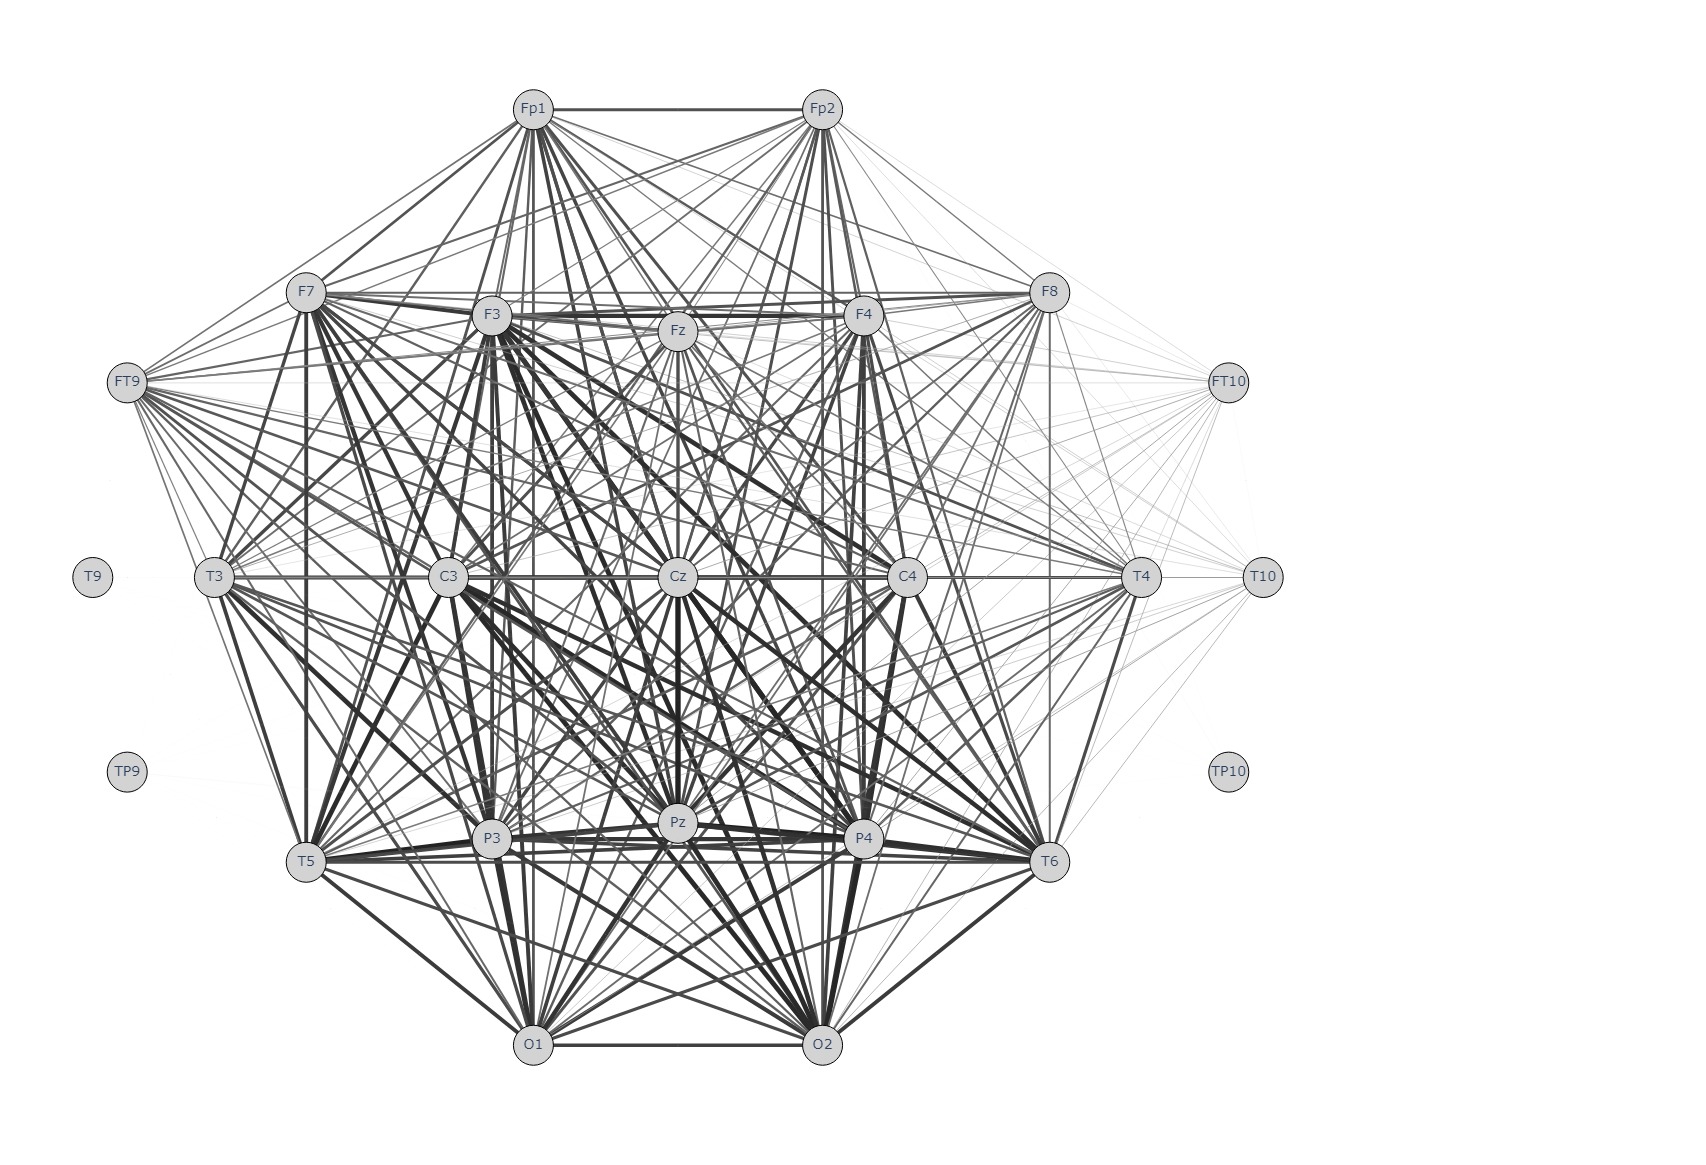 Fp1 Fp2
F7 F3 Fz F4 F8
FT9 FT10
T9 T3 C3 Cz C4 T4 T10
TP9 TP10
T5 P3 Pz P4 T6
O1 O2